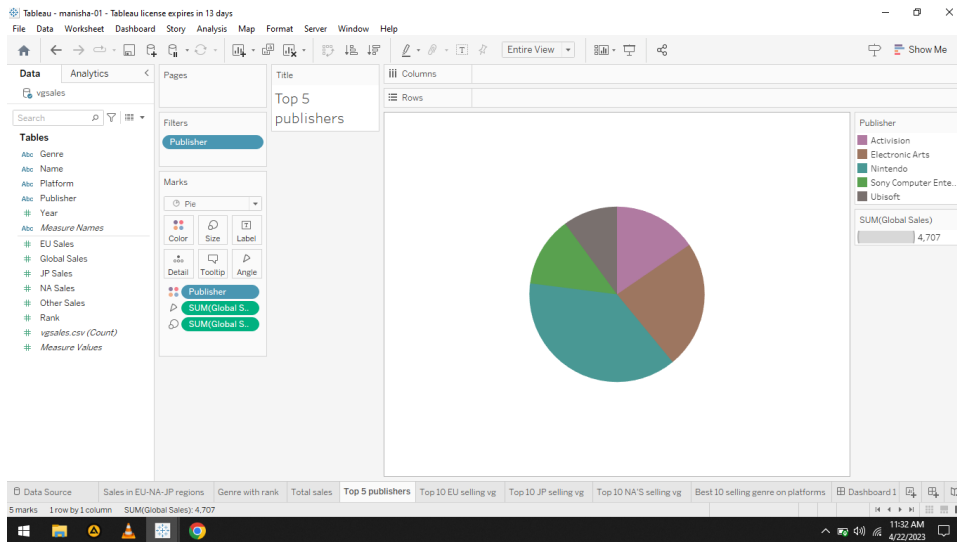 Tableau - manisha-01 - Tableau license expires in 13 days
File Data Worksheet Dashboard Story Analysis Map Format Server Window Help
Entire View
Show Me
Data Analytics
vgsales
Search
Tables
Abc Genre
Abc Name
Abc Platform
Abc Publisher
# Year
Abc Measure Names
# EU Sales
# Global Sales
# JP Sales
# NA Sales
# Other Sales
# Rank
# vgsales.csv (Count)
# Measure Values
Pages
Filters
Publisher
Marks
Pie
Color Size Label
Detail Tooltip Angle
Publisher
SUM(Global S..
SUM(Global S..
Title
Top 5
publishers
Columns
Rows
Publisher
Activision
Electronic Arts
Nintendo
Sony Computer Ente..
Ubisoft
SUM(Global Sales)
4,707
Data Source Sales in EU-NA-JP regions Genre with rank Total sales Top 5 publishers Top 10 EU selling vg Top 10 JP selling vg Top 10 NA'S selling vg Best 10 selling genre on platforms Dashboard 1
5 marks 1 row by 1 column SUM(Global Sales): 4,707
11:32 AM
4/22/2023